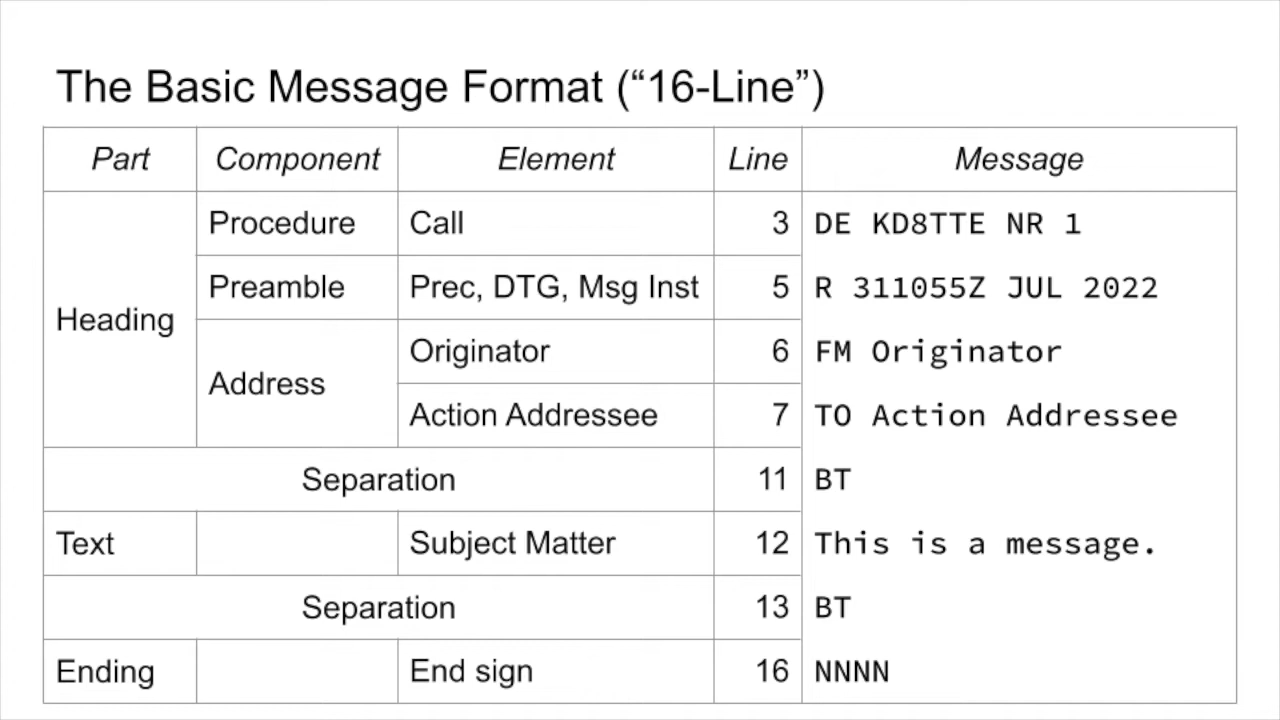 The Basic Message Format (“16-Line”)
Part Component Element Line Message
Heading Procedure Call 3 DE KD8TTE NR 1
Preamble Prec, DTG, Msg Inst 5 R 311055Z JUL 2022
Address Originator 6 FM Originator
Action Addressee 7 TO Action Addressee
Separation 11 BT
Text Subject Matter 12 This is a message.
Separation 13 BT
Ending End sign 16 NNNN